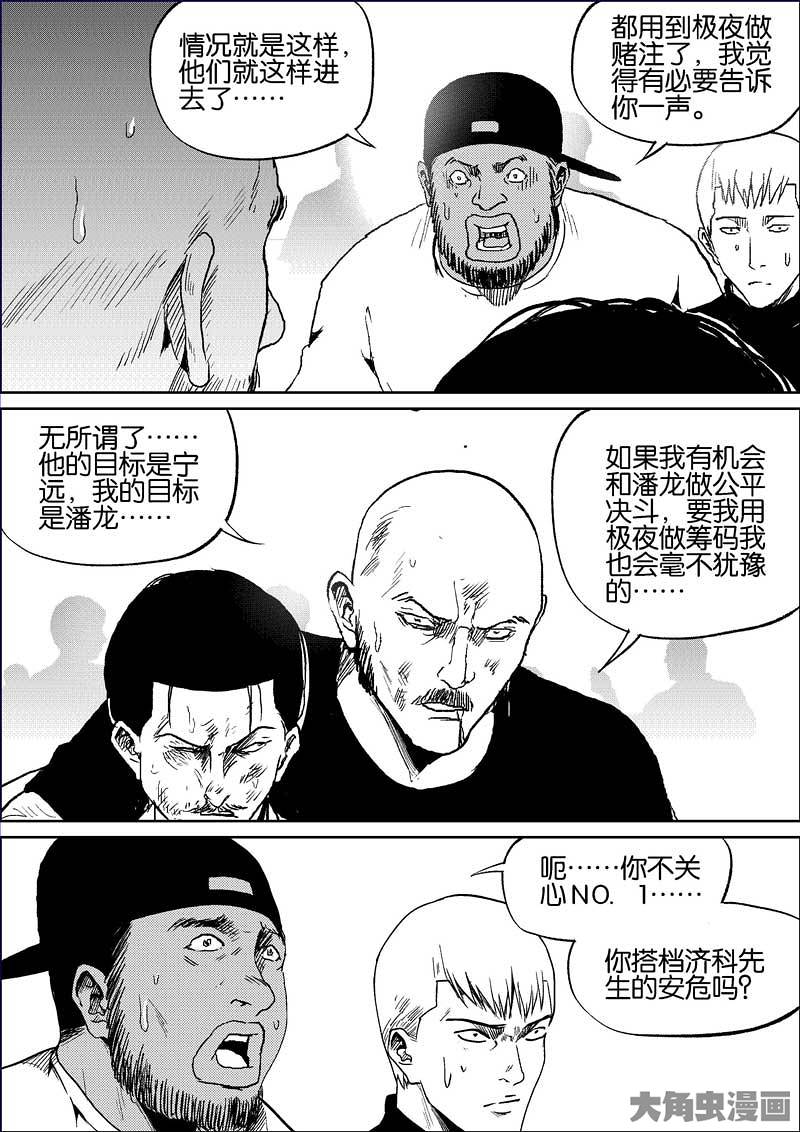 情况就是这样，
他们就这样进
去了……
都用到极夜做
赌注了，我觉
得有必要告诉
你一声。
无所谓了……
他的目标是宁
远，我的目标
是潘龙……
如果我有机会
和潘龙做公平
决斗，要我用
极夜做筹码我
也会毫不犹豫
的……
呃……你不关
心NO. 1……
你搭档济科先
生的安危吗？
大角虫漫画